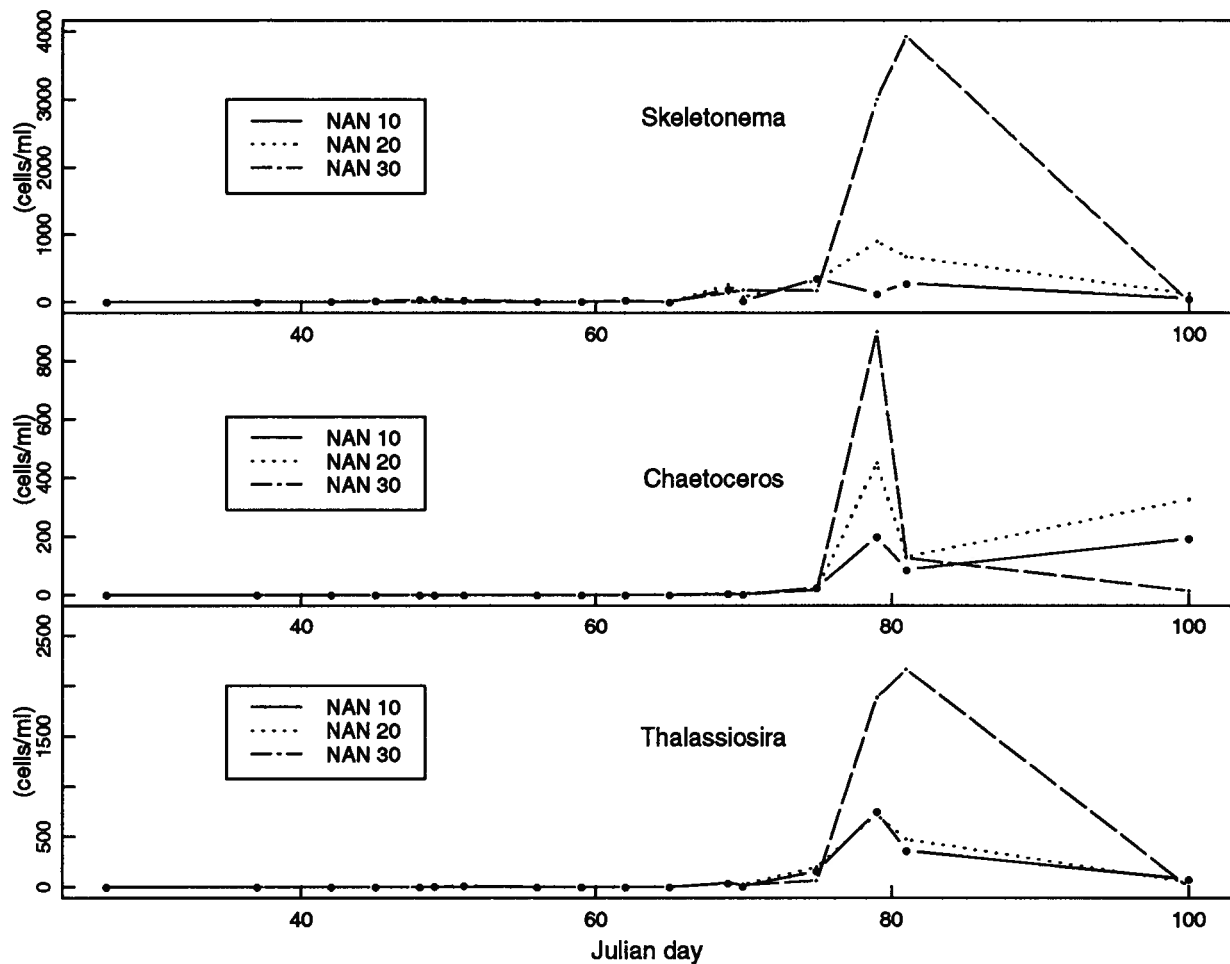 4000
3000
2000
1000
0
(cells/ml)
NAN 10
NAN 20
NAN 30
Skeletonema
40
60
80
100
800
600
400
200
0
(cells/ml)
NAN 10
NAN 20
NAN 30
Chaetoceros
40
60
80
100
2500
1500
500
0
(cells/ml)
NAN 10
NAN 20
NAN 30
Thalassiosira
40
60
80
100
Julian day